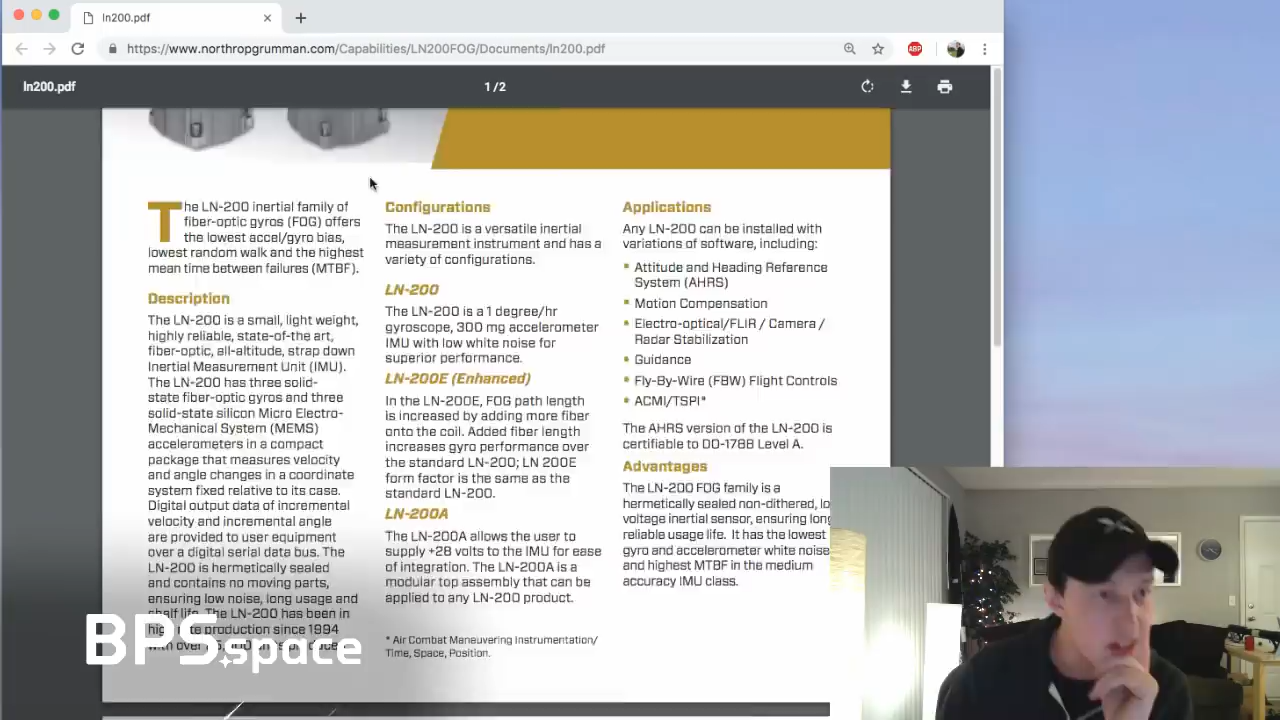 ln200.pdf
https://www.northropgrumman.com/Capabilities/LN200FOG/Documents/ln200.pdf
ABP
ln200.pdf
1 / 2
The LN-200 inertial family of
fiber-optic gyros (FOG) offers
the lowest accel/gyro bias,
lowest random walk and the highest
mean time between failures (MTBF).
Description
The LN-200 is a small, light weight,
highly reliable, state-of-the art,
fiber-optic, all-altitude, strap down
Inertial Measurement Unit (IMU).
The LN-200 has three solid-
state fiber-optic gyros and three
solid-state silicon Micro Electro-
Mechanical System (MEMS)
accelerometers in a compact
package that measures velocity
and angle changes in a coordinate
system fixed relative to its case.
Digital output data of incremental
velocity and incremental angle
are provided to user equipment
over a digital serial data bus. The
LN-200 is hermetically sealed
and contains no moving parts,
ensuring low noise, long usage and
shelf life. The LN-200 has been in
production since 1994
with over
Configurations
The LN-200 is a versatile inertial
measurement instrument and has a
variety of configurations.
LN-200
The LN-200 is a 1 degree/hr
gyroscope, 300 mg accelerometer
IMU with low white noise for
superior performance.
LN-200E (Enhanced)
In the LN-200E, FOG path length
is increased by adding more fiber
onto the coil. Added fiber length
increases gyro performance over
the standard LN-200; LN 200E
form factor is the same as the
standard LN-200.
LN-200A
The LN-200A allows the user to
supply +28 volts to the IMU for ease
of integration. The LN-200A is a
modular top assembly that can be
applied to any LN-200 product.
* Air Combat Maneuvering Instrumentation/
Time, Space, Position.
Applications
Any LN-200 can be installed with
variations of software, including:
Attitude and Heading Reference
System (AHRS)
Motion Compensation
Electro-optical/FLIR / Camera /
Radar Stabilization
Guidance
Fly-By-Wire (FBW) Flight Controls
ACMI/TSPI*
The AHRS version of the LN-200 is
certifiable to DO-178B Level A.
Advantages
The LN-200 FOG family is a
hermetically sealed non-dithered,
voltage inertial sensor, ensuring
reliable usage life. It has the lowest
gyro and accelerometer white noise
and highest MTBF in the medium
accuracy IMU class.
BPS.space